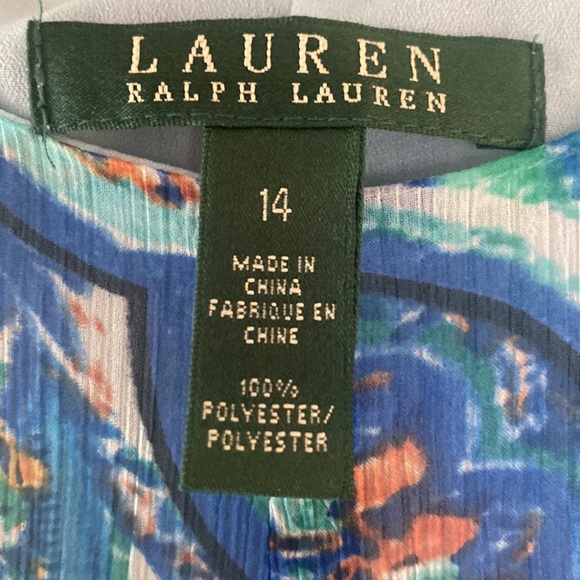 LAUREN
RALPH LAUREN
14
MADE IN
CHINA
FABRIQUE EN
CHINE
100%
POLYESTER/
POLYESTER